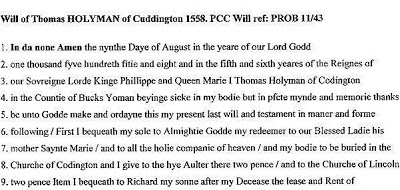 Will of Thomas HOLYMAN of Cuddington 1558. PCC Will ref: PROB 11/43
1. In da none Amen the nynthe Daye of August in the yeare of our Lord Godd
2. one thousand fyve hundreth fitie and eight and in the fifth and sixth yeares of the Reignes of
3. our Sovreigne Lorde Kinge Phillippe and Queen Marie I Thomas Holyman of Codington
4. in the Countie of Bucks Yoman beyinge sicke in my bodie but in pfcte mynde and memorie thanks
5. be unto Godde make and ordayne this my present last will and testament in maner and forme
6. following / First I bequeath my sole to Almightie Godde my redeemer to our Blessed Ladie his
7. mother Saynte Marie / and to all the holie companie of heaven / and my bodie to be buried in the
8. Churche of Codington and I give to the hye Aulter there two pence / and to the Churche of Lincoln
9. two pence Item I bequeath to Richard my sonne after my Decease the lease and Rent of